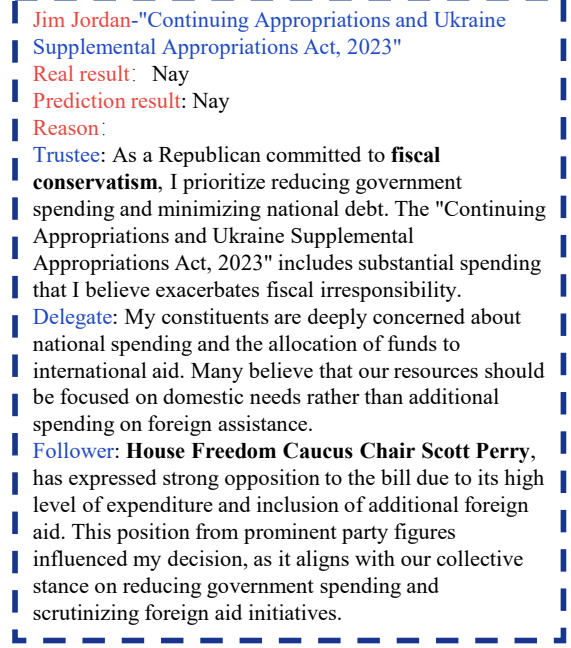 Jim Jordan-"Continuing Appropriations and Ukraine
Supplemental Appropriations Act, 2023"
Real result:   Nay
Prediction result: Nay
Reason:
Trustee: As a Republican committed to fiscal
conservatism, I prioritize reducing government
spending and minimizing national debt. The "Continuing
Appropriations and Ukraine Supplemental
Appropriations Act, 2023" includes substantial spending
that I believe exacerbates fiscal irresponsibility.
Delegate: My constituents are deeply concerned about
national spending and the allocation of funds to
international aid. Many believe that our resources should
be focused on domestic needs rather than additional
spending on foreign assistance.
Follower: House Freedom Caucus Chair Scott Perry,
has expressed strong opposition to the bill due to its high
level of expenditure and inclusion of additional foreign
aid. This position from prominent party figures
influenced my decision, as it aligns with our collective
stance on reducing government spending and
scrutinizing foreign aid initiatives.